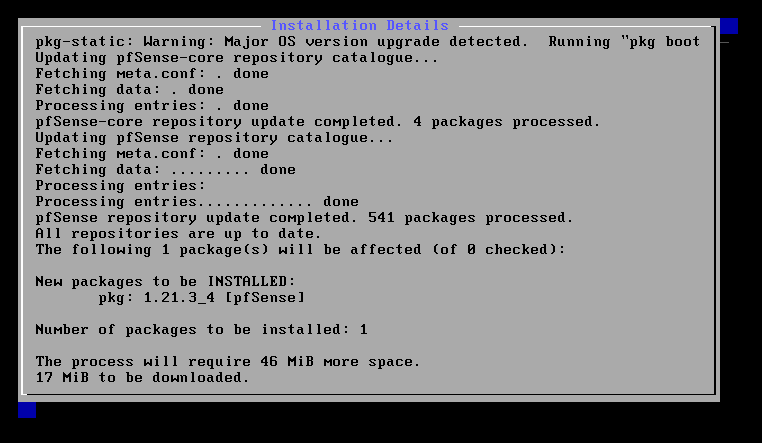 Installation Details
pkg-static: Warning: Major OS version upgrade detected.  Running "pkg boot
Updating pfSense-core repository catalogue...
Fetching meta.conf: . done
Fetching data: . done
Processing entries: . done
pfSense-core repository update completed. 4 packages processed.
Updating pfSense repository catalogue...
Fetching meta.conf: . done
Fetching data: ......... done
Processing entries:
Processing entries............. done
pfSense repository update completed. 541 packages processed.
All repositories are up to date.
The following 1 package(s) will be affected (of 0 checked):
New packages to be INSTALLED:
pkg: 1.21.3_4 [pfSense]
Number of packages to be installed: 1
The process will require 46 MiB more space.
17 MiB to be downloaded.